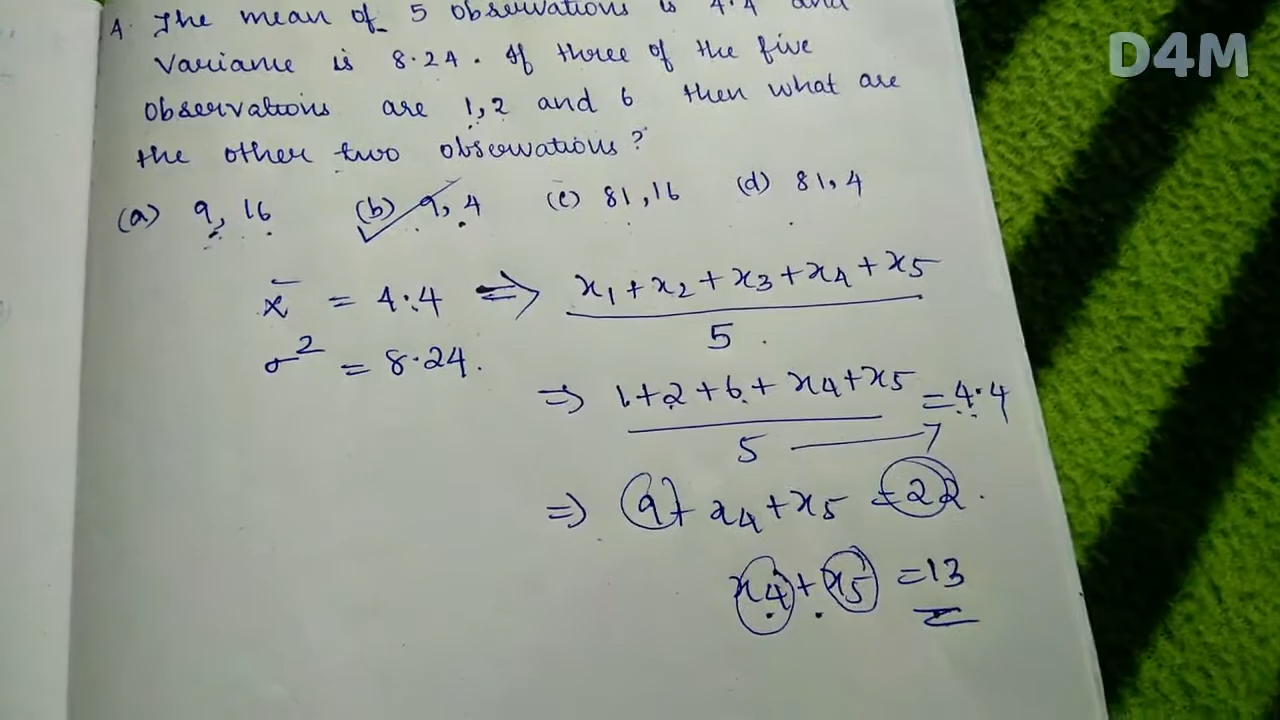 D4M
A. The mean of 5 observations is 4.4 and
Variance is 8.24. If three of the five
observations are 1, 2 and 6 then what are
the other two observations?
(a) 9, 16 (b) 9, 4 (c) 81, 16 (d) 81, 4
x̄ = 4.4 ⇒ x₁ + x₂ + x₃ + x₄ + x₅
5
σ² = 8.24.
⇒ 1 + 2 + 6 + x₄ + x₅ = 4.4
5
⇒ 9 + x₄ + x₅ = 22.
x₄ + x₅ = 13